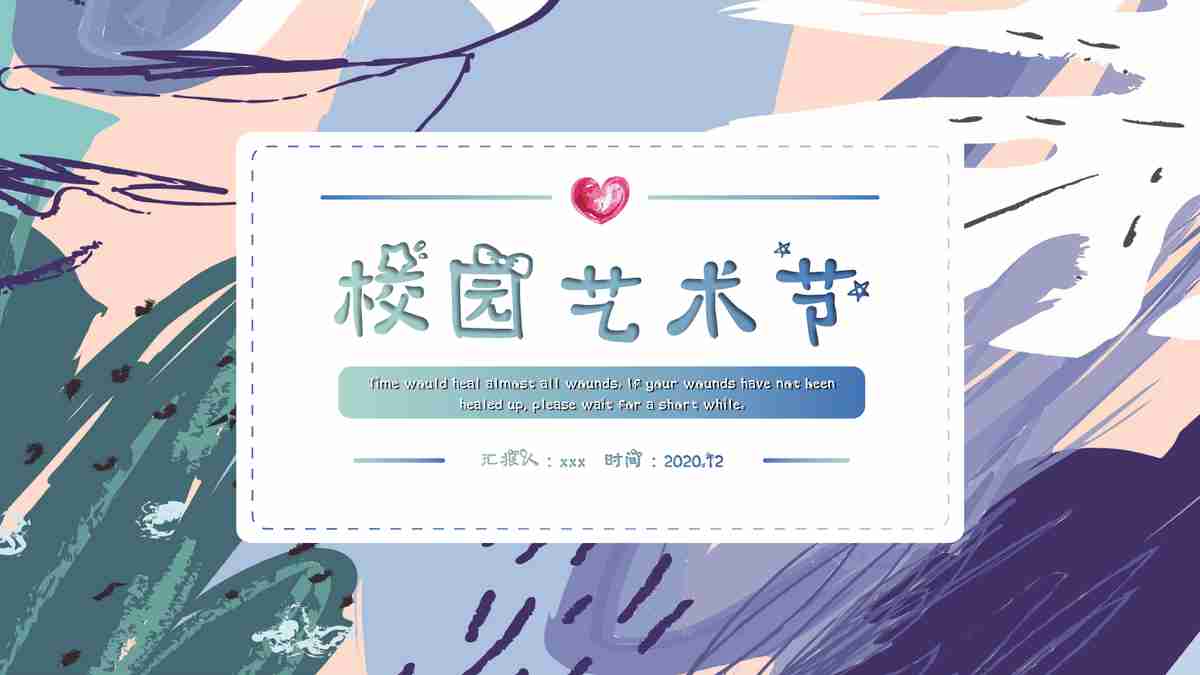 校园艺术节
Time would heal almost all wounds. If your wounds have not been
healed up, please wait for a short while.
汇报人：xxx 时间：2020.12